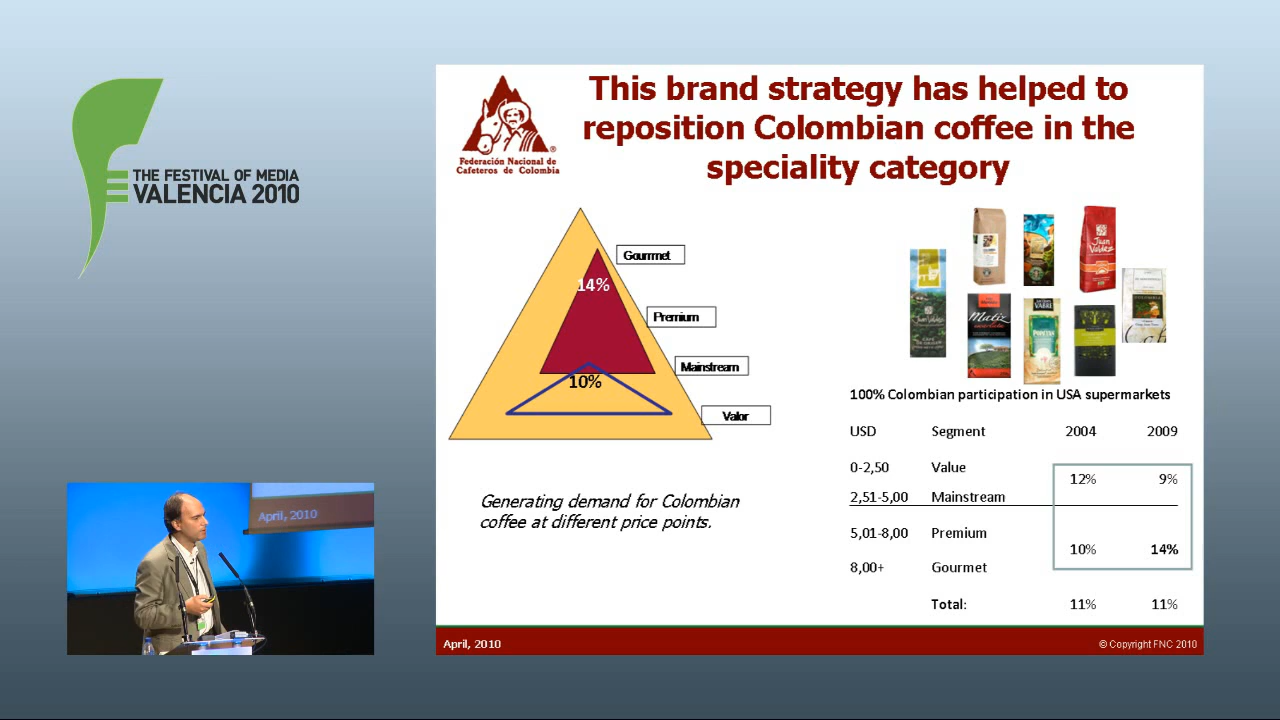 THE FESTIVAL OF MEDIA
VALENCIA 2010
April, 2010
Federación Nacional de
Cafeteros de Colombia
®
This brand strategy has helped to
reposition Colombian coffee in the
speciality category
Gourmet
14%
Premium
Mainstream
10%
Valor
Generating demand for Colombian
coffee at different price points.
Juan
Valdez
Matiz
100% Colombian participation in USA supermarkets
USD Segment 2004 2009
0-2,50 Value
12% 9%
2,51-5,00 Mainstream
5,01-8,00 Premium
10% 14%
8,00+ Gourmet
Total: 11% 11%
April, 2010
© Copyright FNC 2010